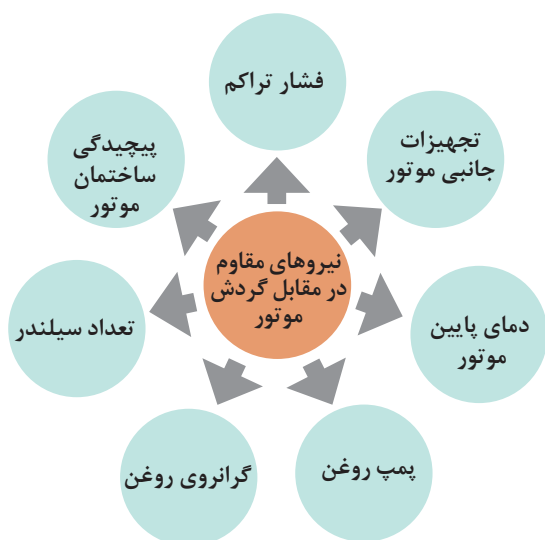 فشار تراکم
تجهیزات
جانبی موتور
دمای پایین
موتور
پمپ روغن
گرانروی روغن
تعداد سیلندر
پیچیدگی
ساختمان
موتور
نیروهای مقاوم
در مقابل گردش
موتور